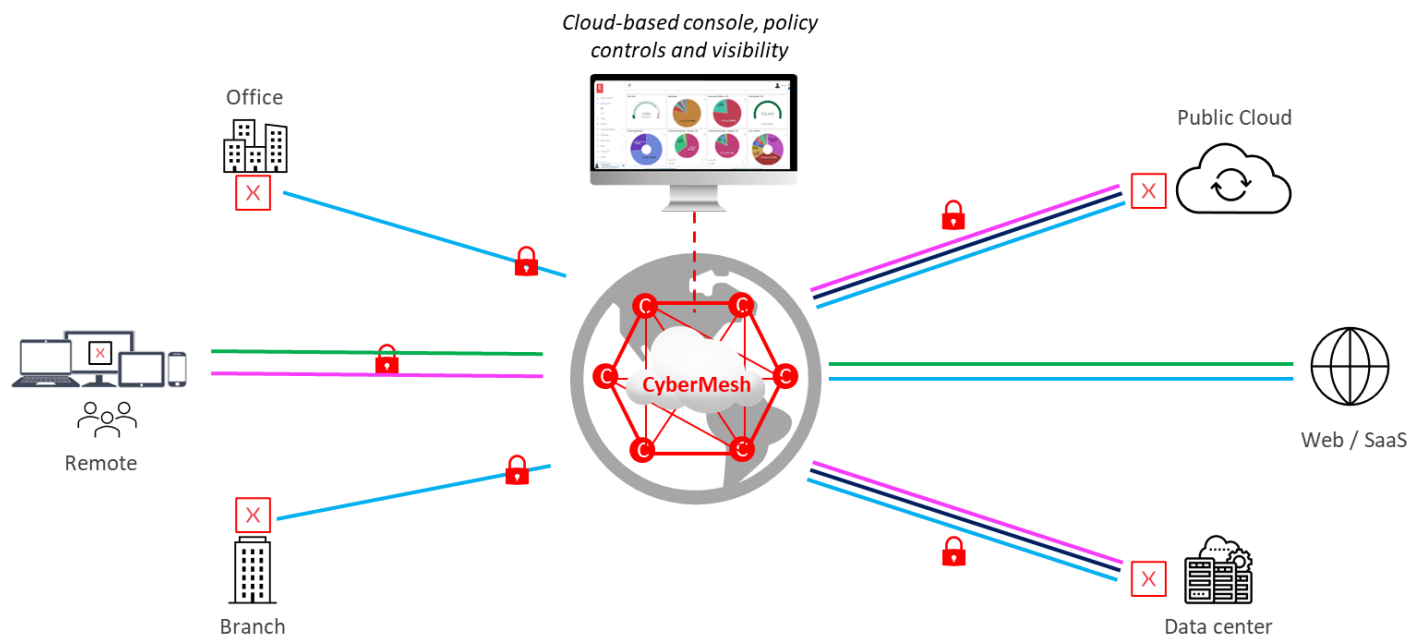 Cloud-based console, policy
controls and visibility
Office
Public Cloud
C
C
C
CyberMesh
C
Web / SaaS
Remote
C
C
Branch
Data center